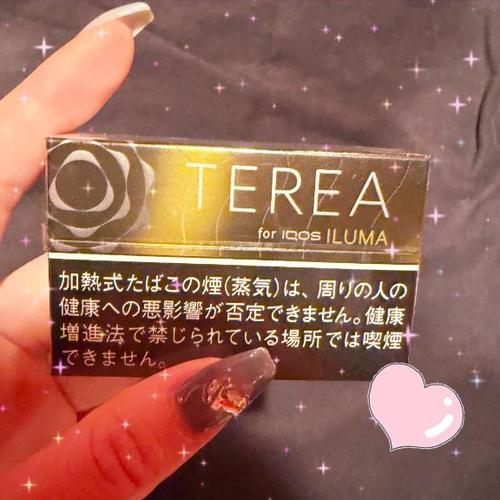 TEREA
for IQOS ILUMA
加熱式たばこの煙(蒸気)は、周りの人の
健康への悪影響が否定できません。健康
増進法で禁じられている場所では喫煙
できません。